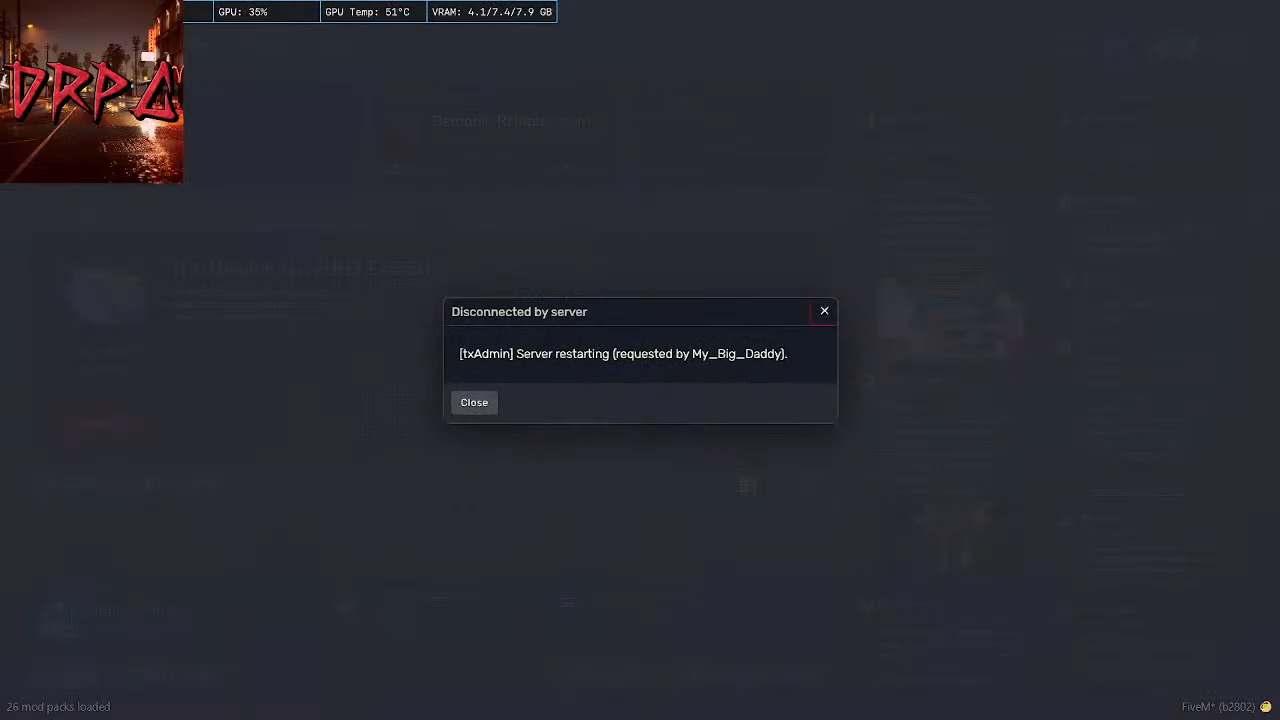 GPU: 35%
GPU Temp: 51°C
VRAM: 4.1/7.4/7.9 GB
DRPA
Disconnected by server
[txAdmin] Server restarting (requested by My_Big_Daddy).
Close
26 mod packs loaded
FiveM* (b2802)